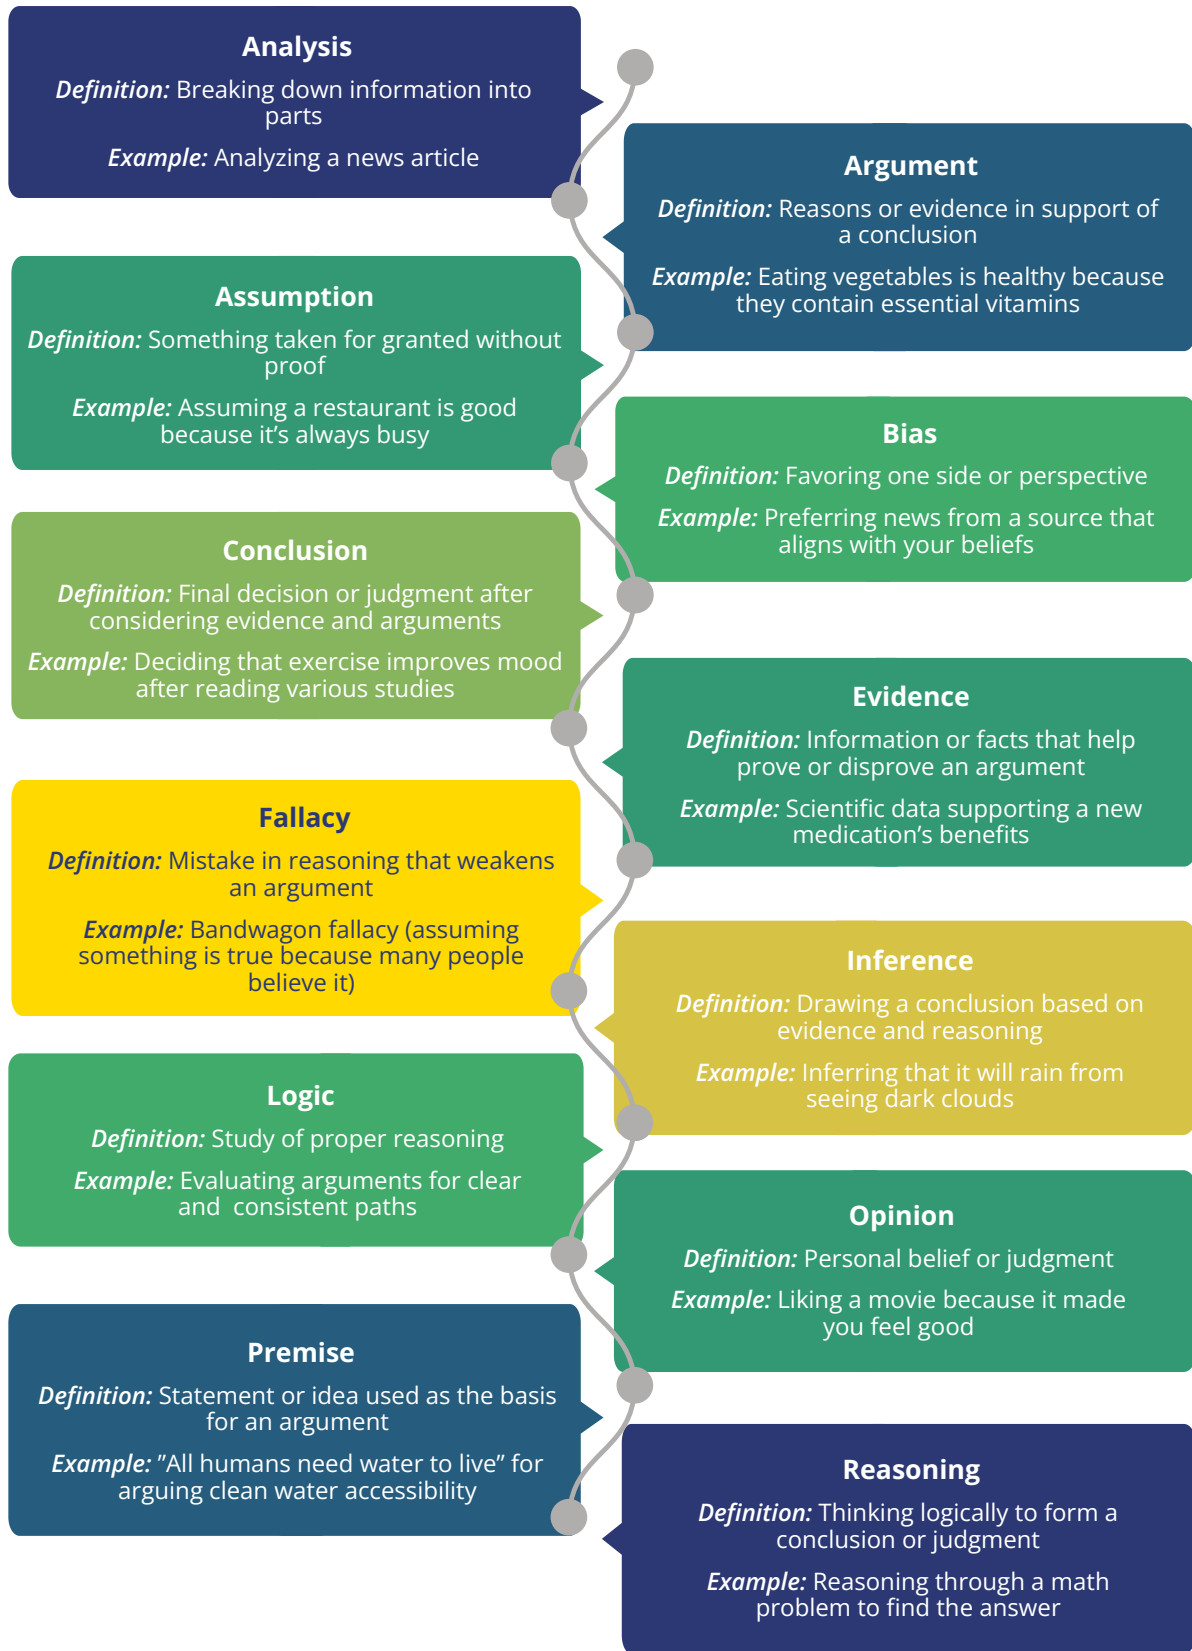 Analysis
Definition: Breaking down information into
parts
Example: Analyzing a news article
Argument
Definition: Reasons or evidence in support of
a conclusion
Example: Eating vegetables is healthy because
they contain essential vitamins
Assumption
Definition: Something taken for granted without
proof
Example: Assuming a restaurant is good
because it’s always busy
Bias
Definition: Favoring one side or perspective
Example: Preferring news from a source that
aligns with your beliefs
Conclusion
Definition: Final decision or judgment after
considering evidence and arguments
Example: Deciding that exercise improves mood
after reading various studies
Evidence
Definition: Information or facts that help
prove or disprove an argument
Example: Scientific data supporting a new
medication’s benefits
Fallacy
Definition: Mistake in reasoning that weakens
an argument
Example: Bandwagon fallacy (assuming
something is true because many people
believe it)
Inference
Definition: Drawing a conclusion based on
evidence and reasoning
Example: Inferring that it will rain from
seeing dark clouds
Logic
Definition: Study of proper reasoning
Example: Evaluating arguments for clear
and  consistent paths
Opinion
Definition: Personal belief or judgment
Example: Liking a movie because it made
you feel good
Premise
Definition: Statement or idea used as the basis
for an argument
Example: ”All humans need water to live” for
arguing clean water accessibility
Reasoning
Definition: Thinking logically to form a
conclusion or judgment
Example: Reasoning through a math
problem to find the answer